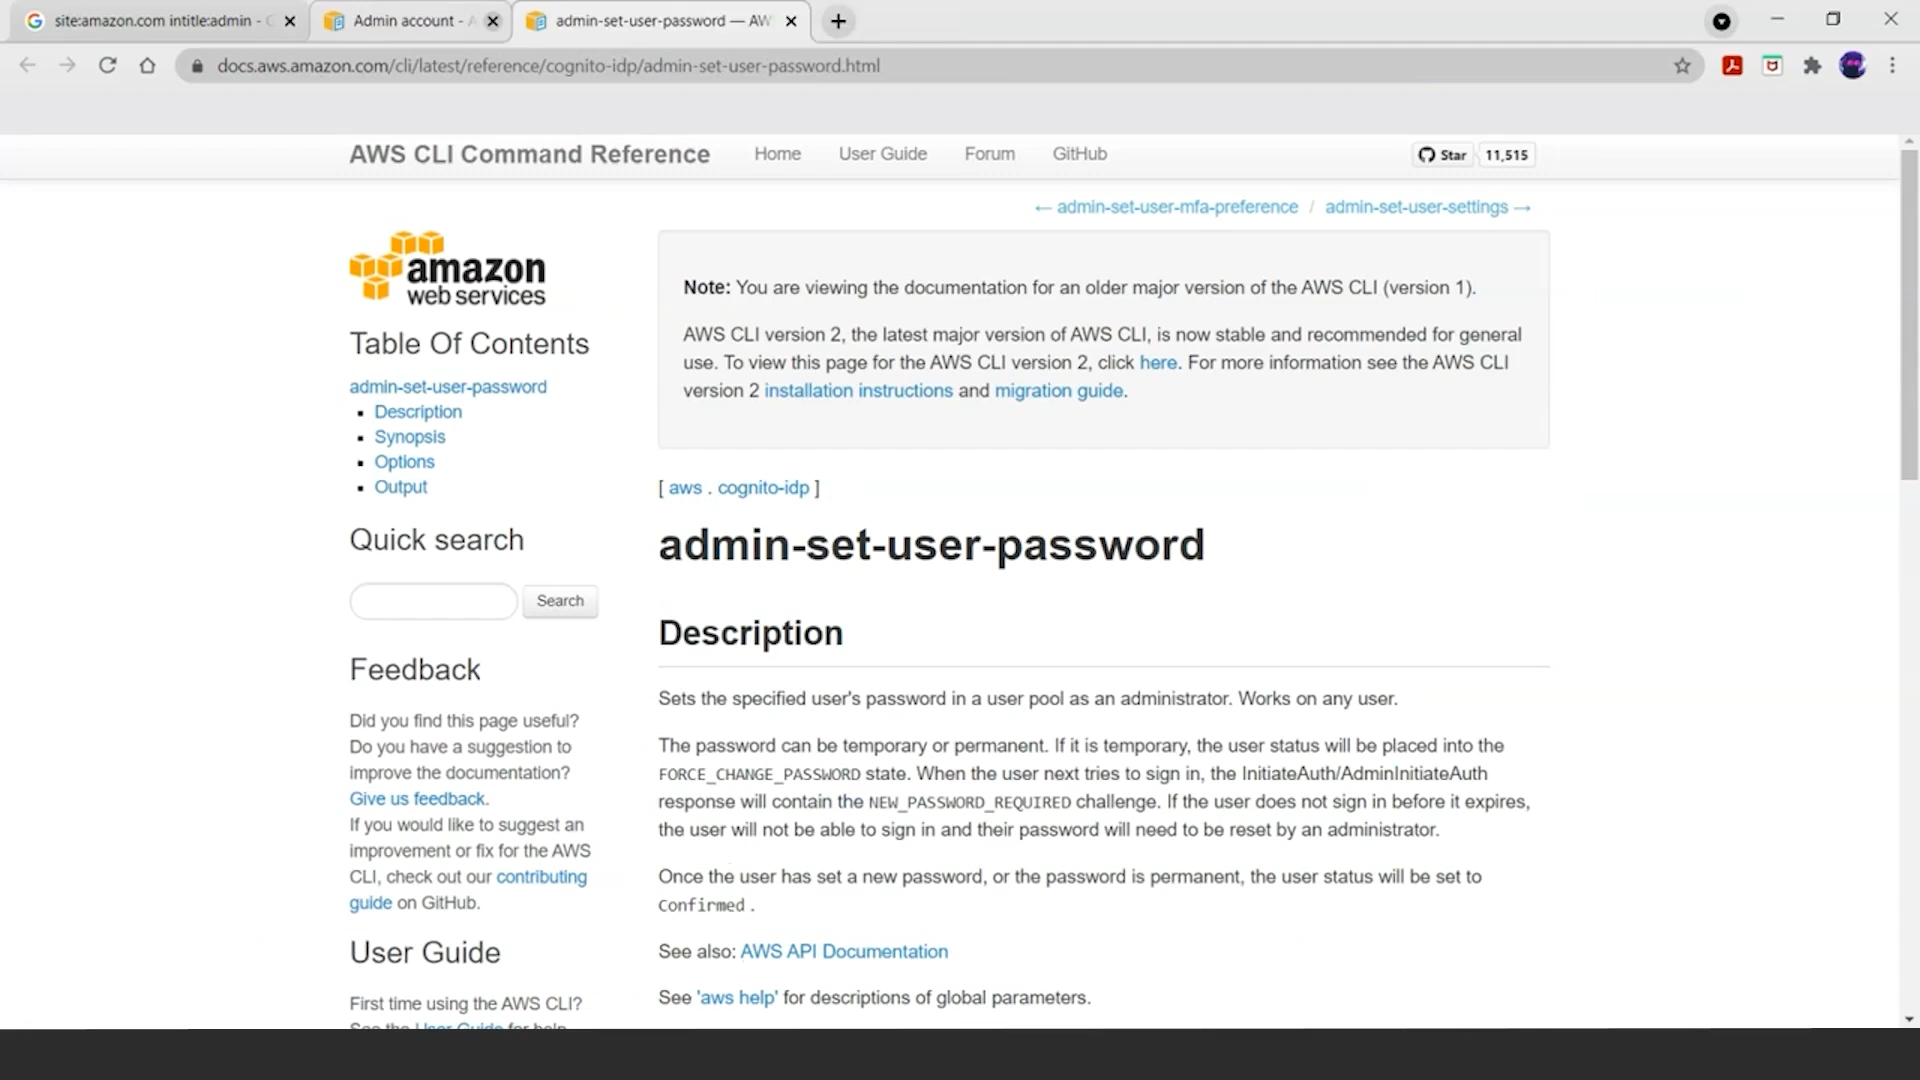 site:amazon.com intitle:admin -
Admin account -
admin-set-user-password — AW
docs.aws.amazon.com/cli/latest/reference/cognito-idp/admin-set-user-password.html
AWS CLI Command Reference
Home
User Guide
Forum
GitHub
Star
11,515
← admin-set-user-mfa-preference / admin-set-user-settings →
amazon
web services
Table Of Contents
admin-set-user-password
▪ Description
▪ Synopsis
▪ Options
▪ Output
Quick search
Search
Feedback
Did you find this page useful?
Do you have a suggestion to
improve the documentation?
Give us feedback.
If you would like to suggest an
improvement or fix for the AWS
CLI, check out our contributing
guide on GitHub.
User Guide
First time using the AWS CLI?
See the User Guide for help
Note: You are viewing the documentation for an older major version of the AWS CLI (version 1).
AWS CLI version 2, the latest major version of AWS CLI, is now stable and recommended for general
use. To view this page for the AWS CLI version 2, click here. For more information see the AWS CLI
version 2 installation instructions and migration guide.
[ aws . cognito-idp ]
admin-set-user-password
Description
Sets the specified user's password in a user pool as an administrator. Works on any user.
The password can be temporary or permanent. If it is temporary, the user status will be placed into the
FORCE_CHANGE_PASSWORD state. When the user next tries to sign in, the InitiateAuth/AdminInitiateAuth
response will contain the NEW_PASSWORD_REQUIRED challenge. If the user does not sign in before it expires,
the user will not be able to sign in and their password will need to be reset by an administrator.
Once the user has set a new password, or the password is permanent, the user status will be set to
Confirmed .
See also: AWS API Documentation
See 'aws help' for descriptions of global parameters.